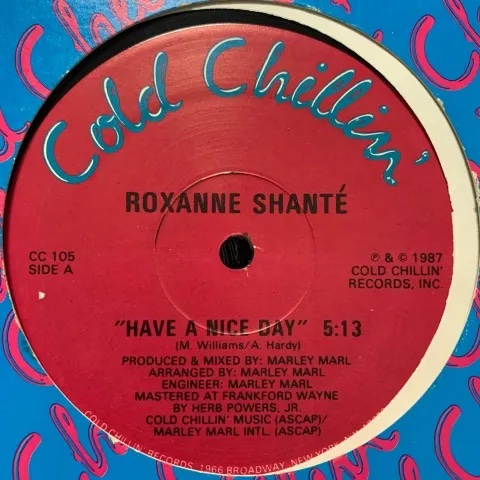 Cold Chillin'
ROXANNE SHANTÉ
CC 105
SIDE A
℗ & © 1987
COLD CHILLIN'
RECORDS, INC.
"HAVE A NICE DAY" 5:13
(M. Williams/A. Hardy)
PRODUCED & MIXED BY: MARLEY MARL
ARRANGED BY: MARLEY MARL
ENGINEER: MARLEY MARL
MASTERED AT FRANKFORD WAYNE
BY HERB POWERS, JR.
COLD CHILLIN' MUSIC (ASCAP)/
MARLEY MARL INTL. (ASCAP)
COLD CHILLIN' RECORDS, 1966 BROADWAY, NEW YORK,